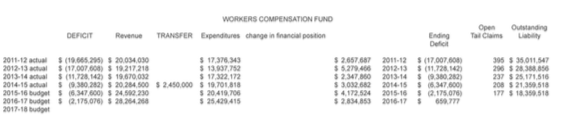 WORKERS COMPENSATION FUND
DEFICIT Revenue TRANSFER Expenditures change in financial position Ending Deficit Open Tail Claims Outstanding Liability
2011-12 actual $ (19,665,295) $ 20,034,030 $ 17,376,343 $ 2,657,687 2011-12 $ (17,007,608) 395 $ 35,011,547
2012-13 actual $ (17,007,608) $ 19,217,218 $ 13,937,752 $ 5,279,466 2012-13 $ (11,728,142) 296 $ 28,388,856
2013-14 actual $ (11,728,142) $ 19,670,032 $ 17,322,172 $ 2,347,860 2013-14 $ (9,380,282) 237 $ 25,171,516
2014-15 actual $ (9,380,282) $ 20,284,500 $ 2,450,000 $ 19,701,818 $ 3,032,682 2014-15 $ (6,347,600) 208 $ 21,359,518
2015-16 budget $ (6,347,600) $ 24,592,230 $ 20,419,706 $ 4,172,524 2015-16 $ (2,175,076) 177 $ 18,359,518
2016-17 budget $ (2,175,076) $ 28,264,268 $ 25,429,415 $ 2,834,853 2016-17 $ 659,777
2017-18 budget